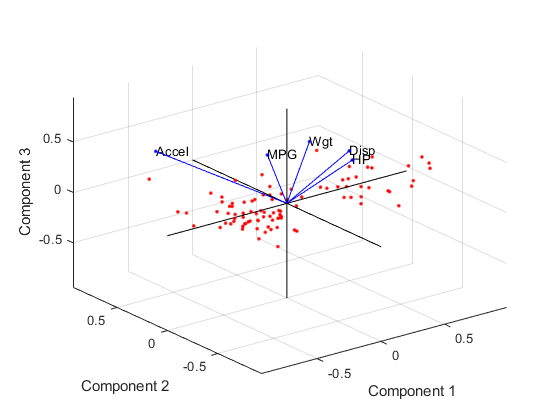 Accel
MPG
Wgt
Disp
HP
Component 3
0.5
0
-0.5
0.5
0
-0.5
Component 2
-0.5
0
0.5
Component 1